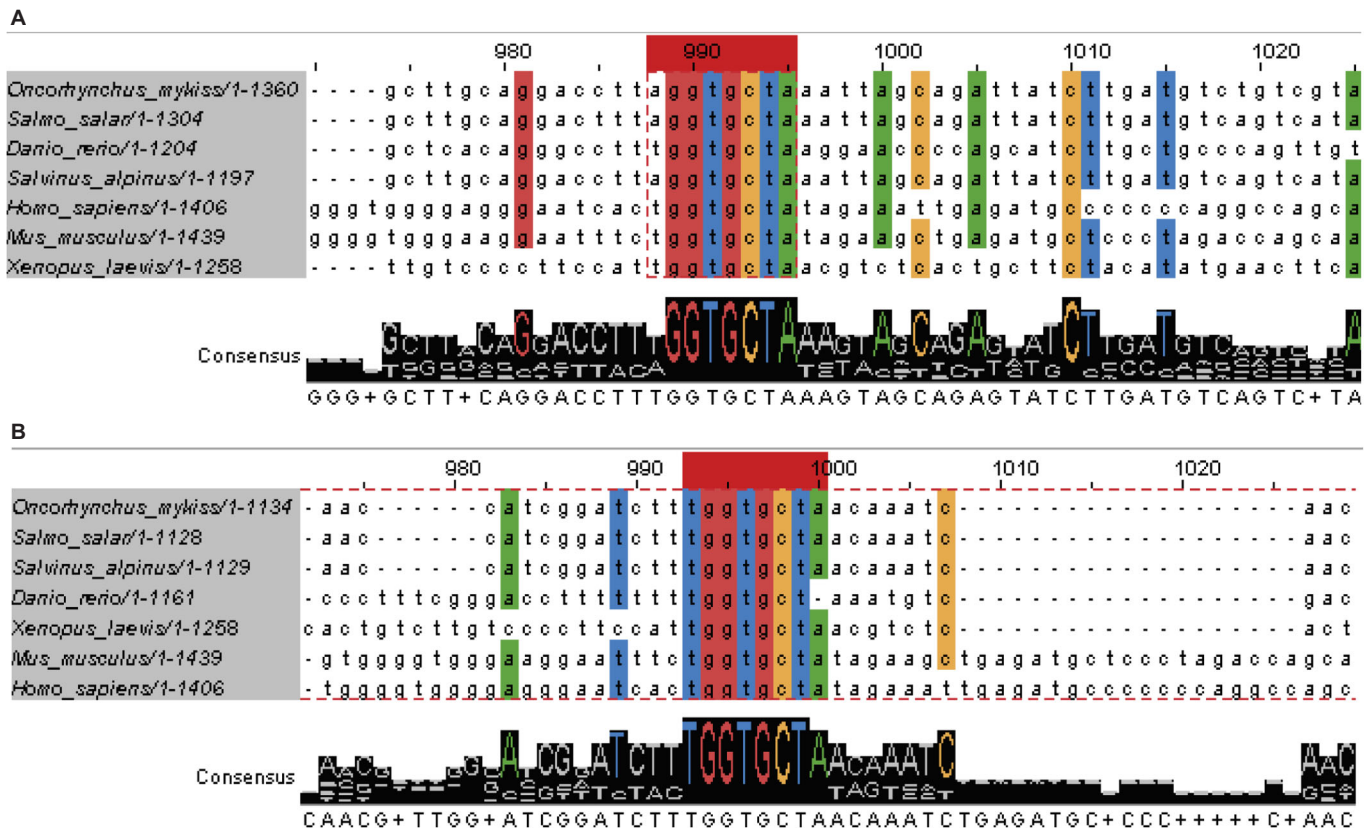 A
980 990 1000 1010 1020
Oncorhynchus_mykiss/1-1360 - - - - g c t t g c a g g a c c t t a g g t g c t a a a t t a g c a g a t t a t c t t g a t g t c t g t c g t a
Salmo_salar/1-1304 - - - - g c t t g c a g g a c t t t a g g t g c t a a a t t a g c a g a t t a t c t t g a t g t c a g t c a t a
Danio_rerio/1-1204 - - - - g c t c a c c a g g g c c t t t g g t g c t a a g g a a c c c a g c a t c t t g c t g c c c a g t t g t
Salvinus_alpinus/1-1197 - - - - g c t t g c a g g a c c t t a g g t g c t a a a t t a g c a g a t t a t c t t g a t g t c a g t c a t a
Homo_sapiens/1-1406 g g g t g g g g a g g g a a t c a c t g g t g c t a t a g a a a t t g a g a t g c c c c c c c a g g c c a g c a
Mus_musculus/1-1439 g g g g t g g g a a g g a a t t t c t g g t g c t a t a g a a g c t g a g a t g c t c c c t a g a c c a g c a a
Xenopus_laevis/1-1258 - - - - t t g t c c c c t t c c a t t g g t g c t a a c g t c t c a c t g c t t c t a c a t a t g a a c t t c a
Consensus
G G G + G C T T + C A G G A C C T T T G G T G C T A A A G T A G C A G A G T A T C T T G A T G T C A G T C + T A
B
980 990 1000 1010 1020
Oncorhynchus_mykiss/1-1134 - a a c - - - - - - c a t c g g a t c t t t g g t g c t a a c a a a t c - - - - - - - - - - - - - - - - - - - a a c
Salmo_salar/1-1128 - a a c - - - - - - c a t c g g a t c t t t g g t g c t a a c a a a t c - - - - - - - - - - - - - - - - - - - a a c
Salvinus_alpinus/1-1129 - a a c - - - - - - c a t c g g a t c t t t g g t g c t a a c a a a t c - - - - - - - - - - - - - - - - - - - a a c
Danio_rerio/1-1161 - c c c t t t c g g g a c c t t t t t t t t g g t g c t - a a a t g t c - - - - - - - - - - - - - - - - - - - g a c
Xenopus_laevis/1-1258 c a c t g t c t t g t c c c c t t c c a t t g g t g c t a a c g t c t c - - - - - - - - - - - - - - - - - - - a c t
Mus_musculus/1-1439 - g t g g g g t g g g a a g g a a t t t c t g g t g c t a t a g a a g c t g a g a t g c t c c c t a g a c c a g c a
Homo_sapiens/1-1406 - t g g g g t g g g g a g g g a a t c a c t g g t g c t a t a g a a a t t g a g a t g c c c c c c c a g g c c a g c
Consensus
C A A C G + T T G G + A T C G G A T C T T T G G T G C T A A C A A A T C T G A G A T G C + C C C + + + + + C + A A C